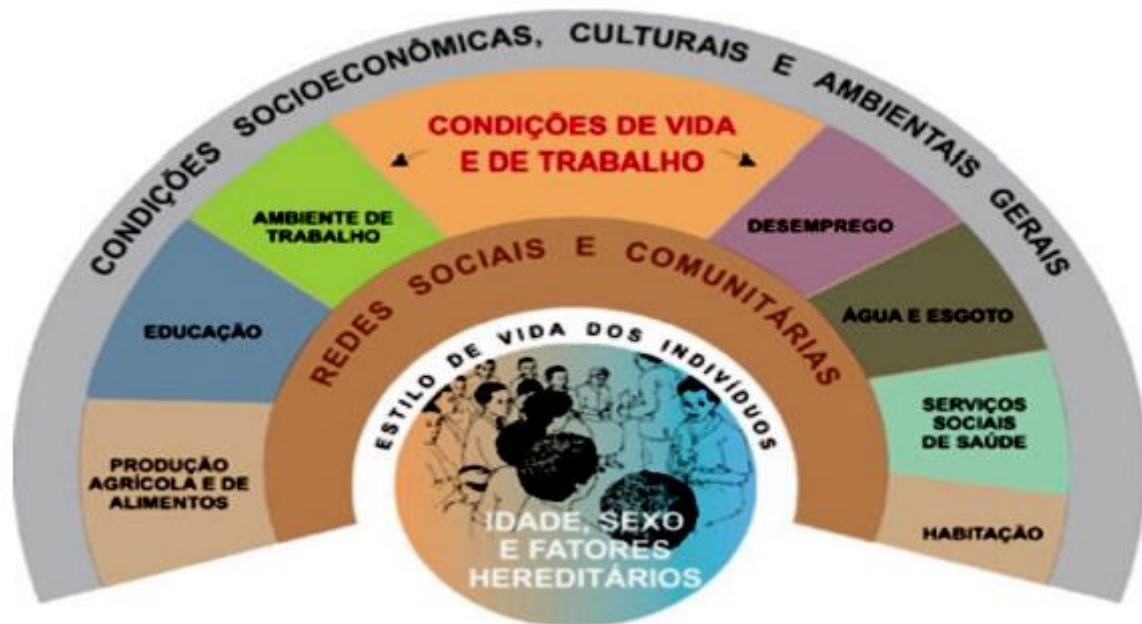 CONDIÇÕES SOCIOECONÔMICAS, CULTURAIS E AMBIENTAIS GERAIS
CONDIÇÕES DE VIDA
E DE TRABALHO
AMBIENTE DE
TRABALHO
DESEMPREGO
EDUCAÇÃO
ÁGUA E ESGOTO
PRODUÇÃO
AGRÍCOLA E DE
ALIMENTOS
SERVIÇOS
SOCIAIS
DE SAÚDE
HABITAÇÃO
REDES SOCIAIS E COMUNITÁRIAS
ESTILO DE VIDA DOS INDIVÍDUOS
IDADE, SEXO
E FATORES
HEREDITÁRIOS